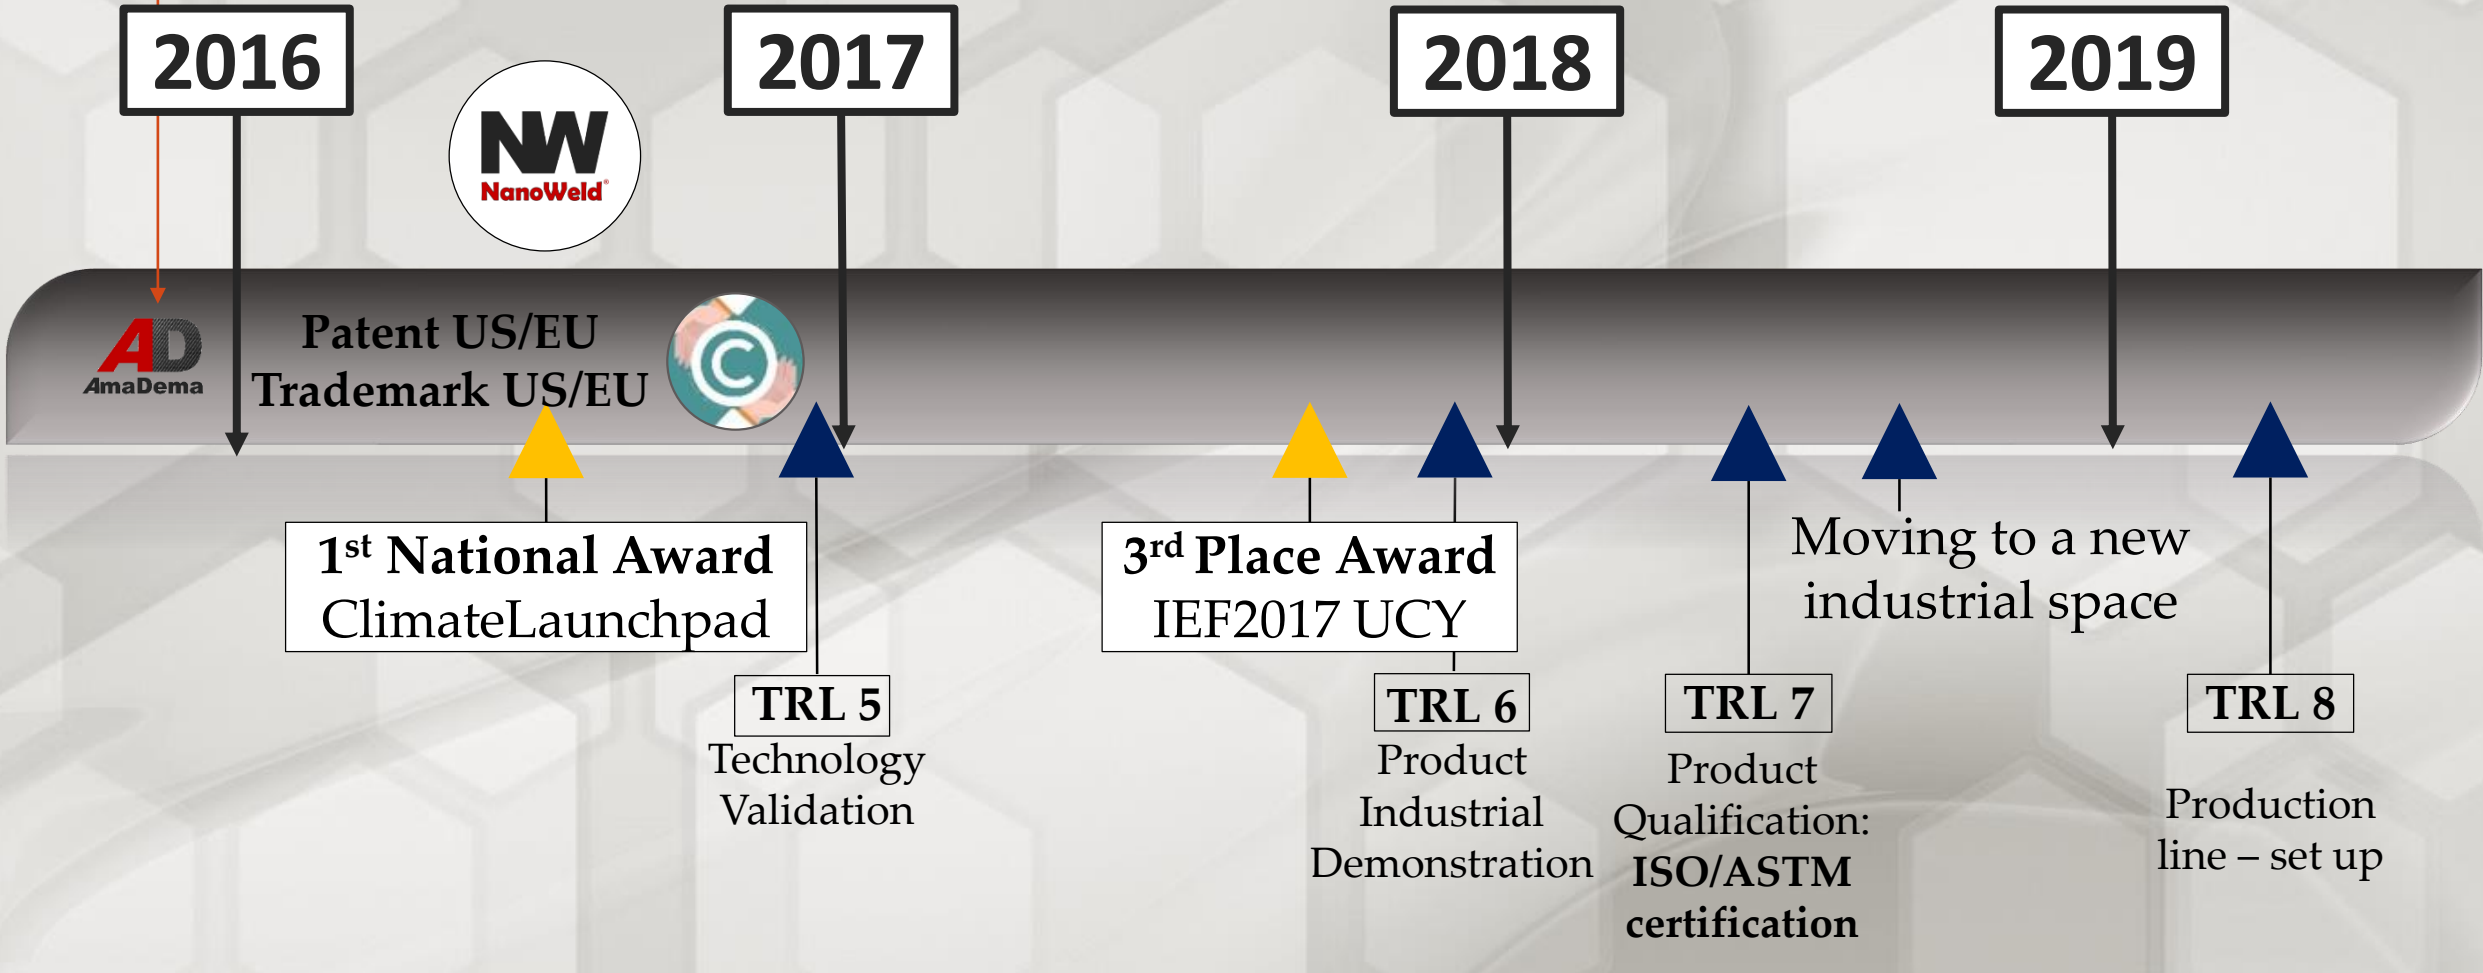 2016
2017
2018
2019
NW
NanoWeld®
AD
AmaDema
Patent US/EU
Trademark US/EU
©
1st National Award
ClimateLaunchpad
3rd Place Award
IEF2017 UCY
Moving to a new
industrial space
TRL 5
Technology
Validation
TRL 6
Product
Industrial
Demonstration
TRL 7
Product
Qualification:
ISO/ASTM
certification
TRL 8
Production
line – set up